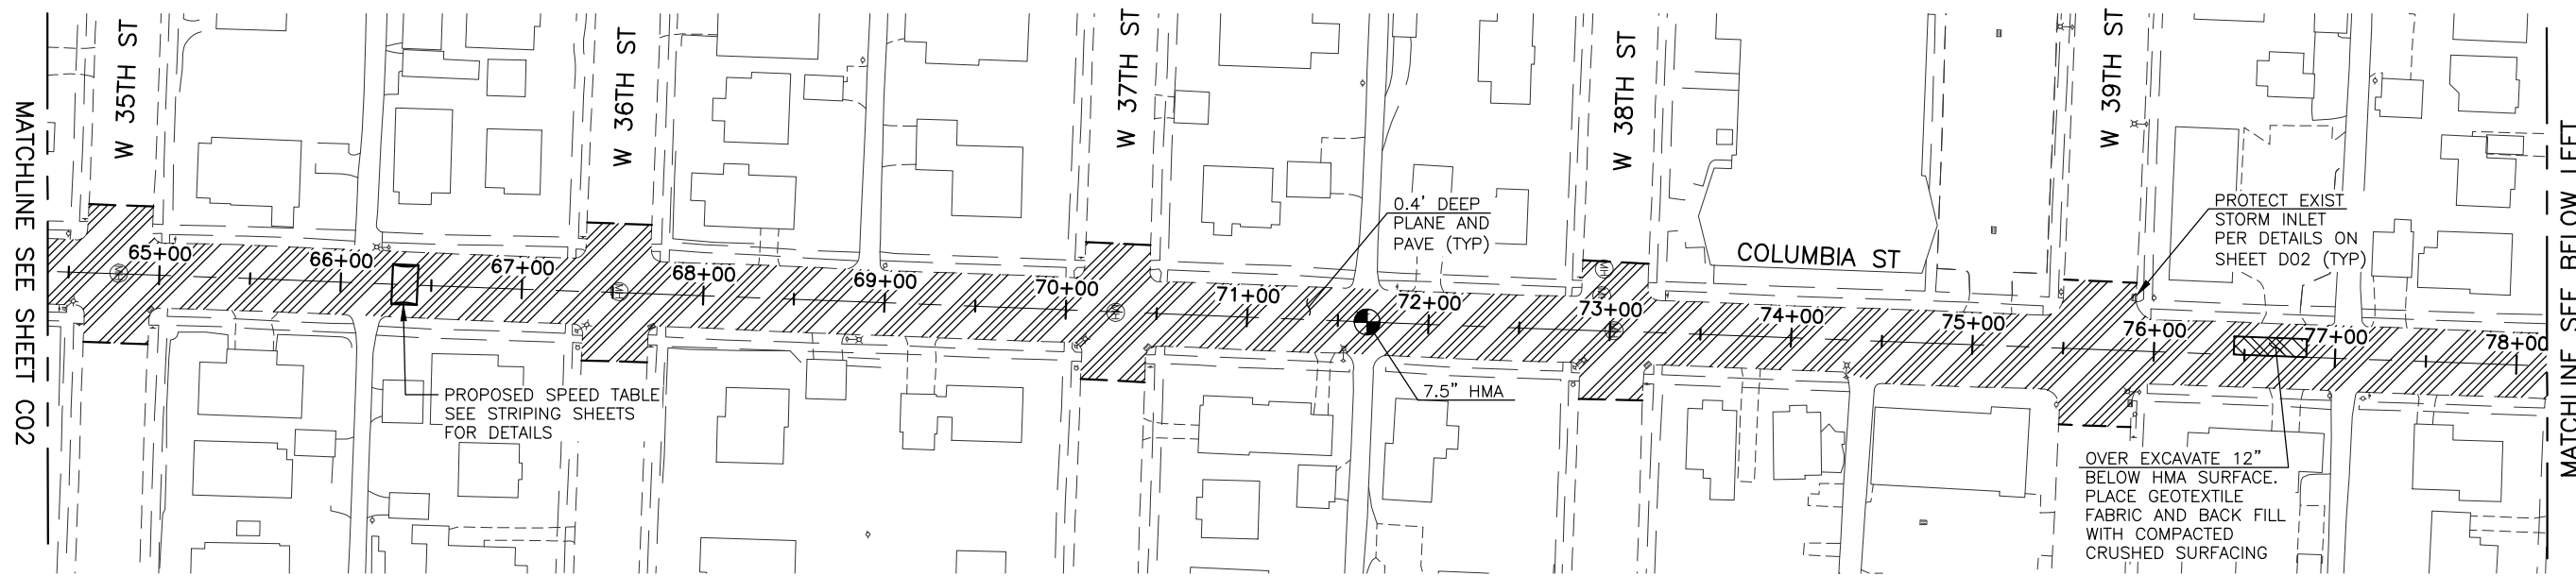 MATCHLINE SEE SHEET C02
W 35TH ST
W 36TH ST
W 37TH ST
W 38TH ST
W 39TH ST
0.4' DEEP
PLANE AND
PAVE (TYP)
COLUMBIA ST
PROTECT EXIST
STORM INLET
PER DETAILS ON
SHEET D02 (TYP)
65+00
66+00
67+00
68+00
69+00
70+00
71+00
72+00
73+00
74+00
75+00
76+00
77+00
78+00
PROPOSED SPEED TABLE
SEE STRIPING SHEETS
FOR DETAILS
7.5" HMA
OVER EXCAVATE 12"
BELOW HMA SURFACE.
PLACE GEOTEXTILE
FABRIC AND BACK FILL
WITH COMPACTED
CRUSHED SURFACING
MATCHLINE SEE BELOW LEFT